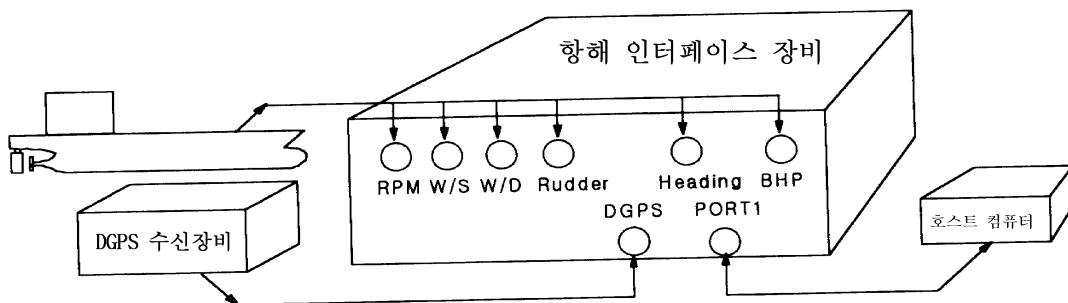 항해 인터페이스 장비
RPM W/S W/D Rudder Heading BHP
DGPS PORT1
DGPS 수신장비
호스트 컴퓨터